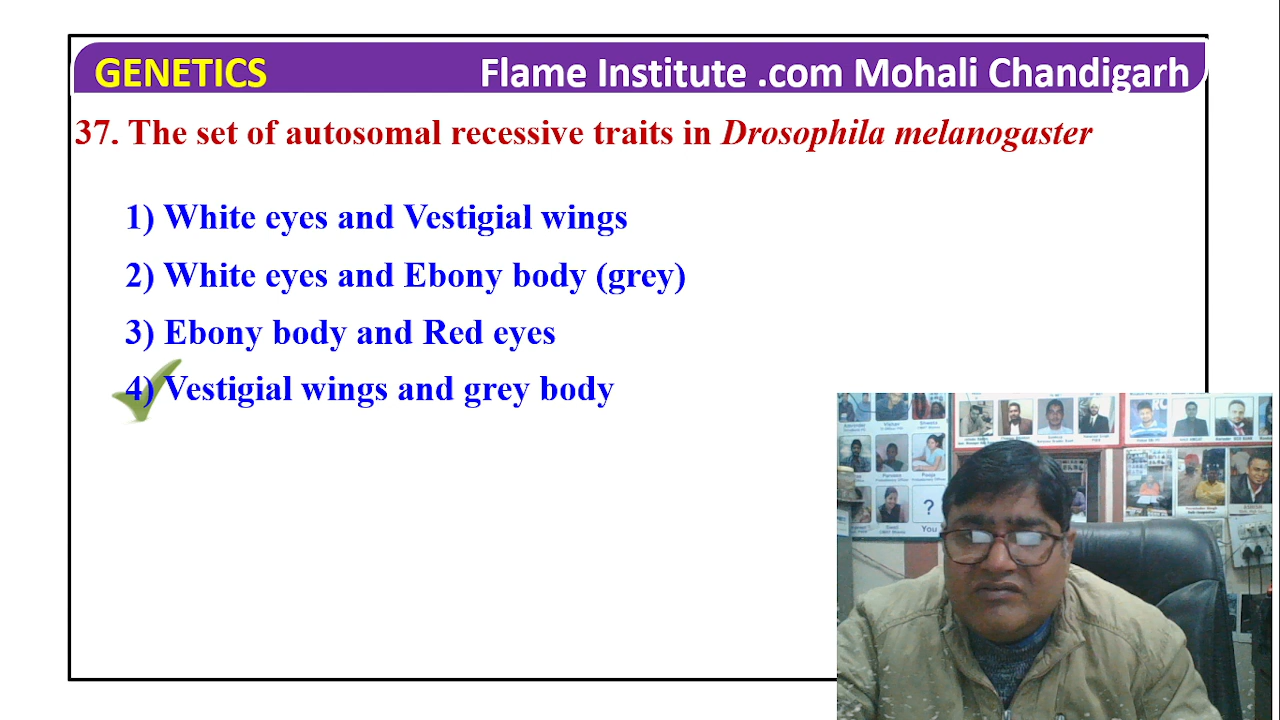 GENETICS Flame Institute .com Mohali Chandigarh
37. The set of autosomal recessive traits in Drosophila melanogaster
1) White eyes and Vestigial wings
2) White eyes and Ebony body (grey)
3) Ebony body and Red eyes
4) Vestigial wings and grey body
?
You